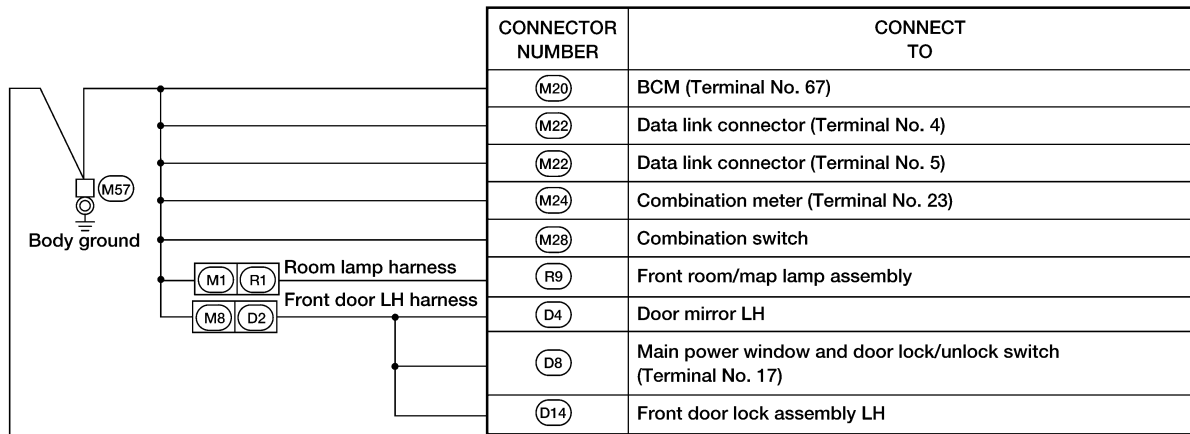 CONNECTOR
NUMBER
CONNECT
TO
M20 BCM (Terminal No. 67)
M22 Data link connector (Terminal No. 4)
M22 Data link connector (Terminal No. 5)
M57
M24 Combination meter (Terminal No. 23)
Body ground
M28 Combination switch
Room lamp harness
M1 R1
R9 Front room/map lamp assembly
Front door LH harness
M8 D2
D4 Door mirror LH
D8 Main power window and door lock/unlock switch
(Terminal No. 17)
D14 Front door lock assembly LH